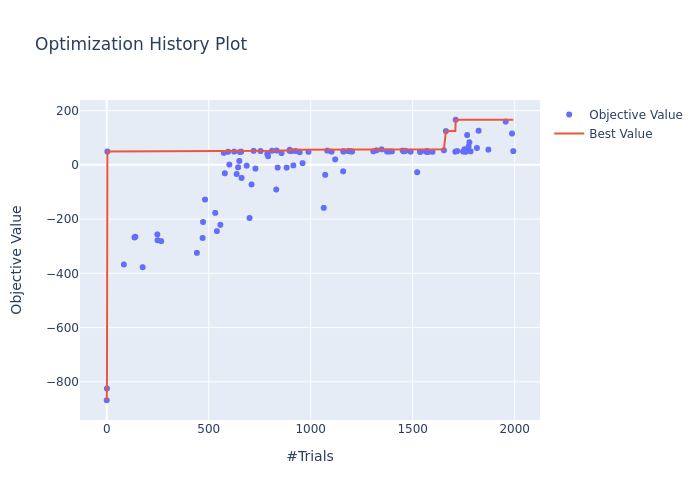 Optimization History Plot
Objective Value
Best Value
200
0
−200
−400
−600
−800
Objective Value
0
500
1000
1500
2000
#Trials